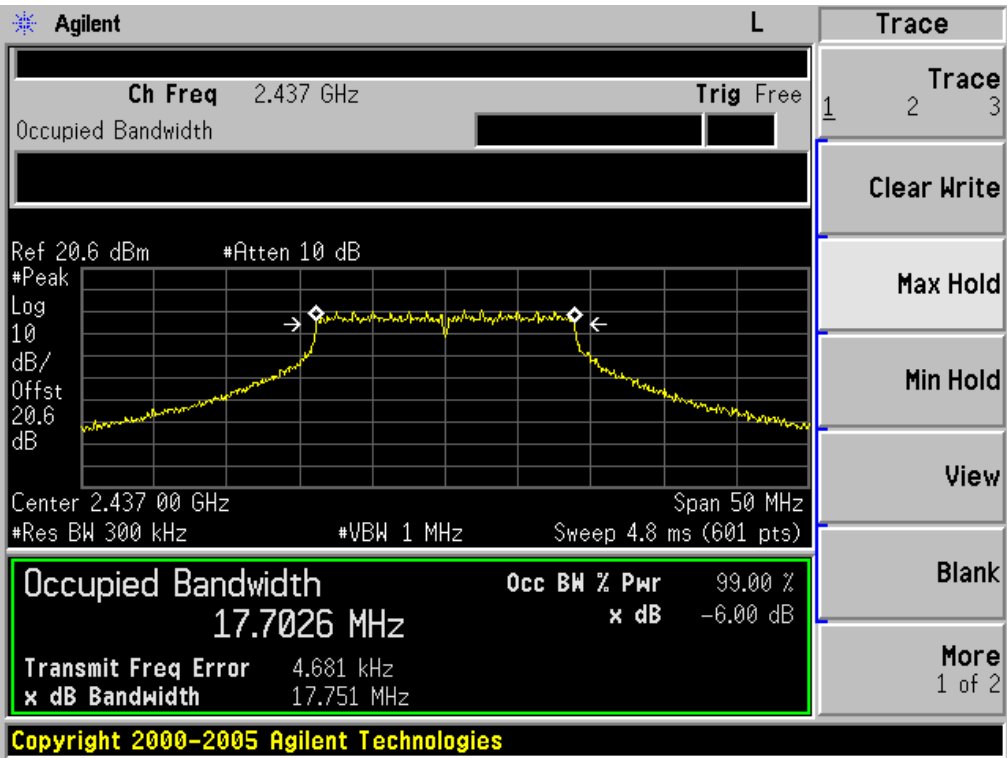 Agilent L Trace
Ch Freq 2.437 GHz Trig Free
Occupied Bandwidth
Trace
1 2 3
Clear Write
Max Hold
Min Hold
View
Blank
More
1 of 2
Ref 20.6 dBm #Atten 10 dB
#Peak
Log
10
dB/
Offst
20.6
dB
Center 2.437 00 GHz Span 50 MHz
#Res BW 300 kHz #VBW 1 MHz Sweep 4.8 ms (601 pts)
Occupied Bandwidth Occ BW % Pwr 99.00 %
17.7026 MHz x dB -6.00 dB
Transmit Freq Error 4.681 kHz
x dB Bandwidth 17.751 MHz
Copyright 2000-2005 Agilent Technologies